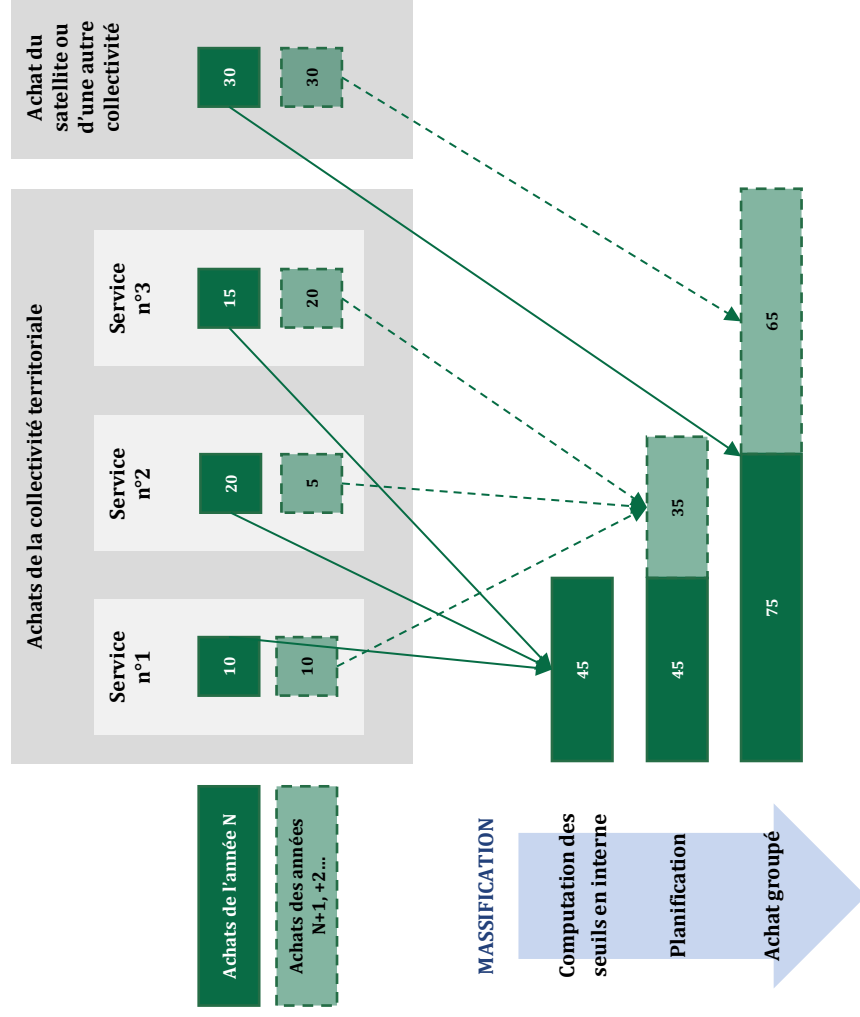 Achats de la collectivité territoriale
Achat du
satellite ou
d'une autre
collectivité
Service
n°1
Service
n°2
Service
n°3
Achats de l'année N
10
20
15
30
Achats des années
N+1, +2…
10
5
20
30
MASSIFICATION
Computation des
seuils en interne
45
Planification
45
35
Achat groupé
75
65